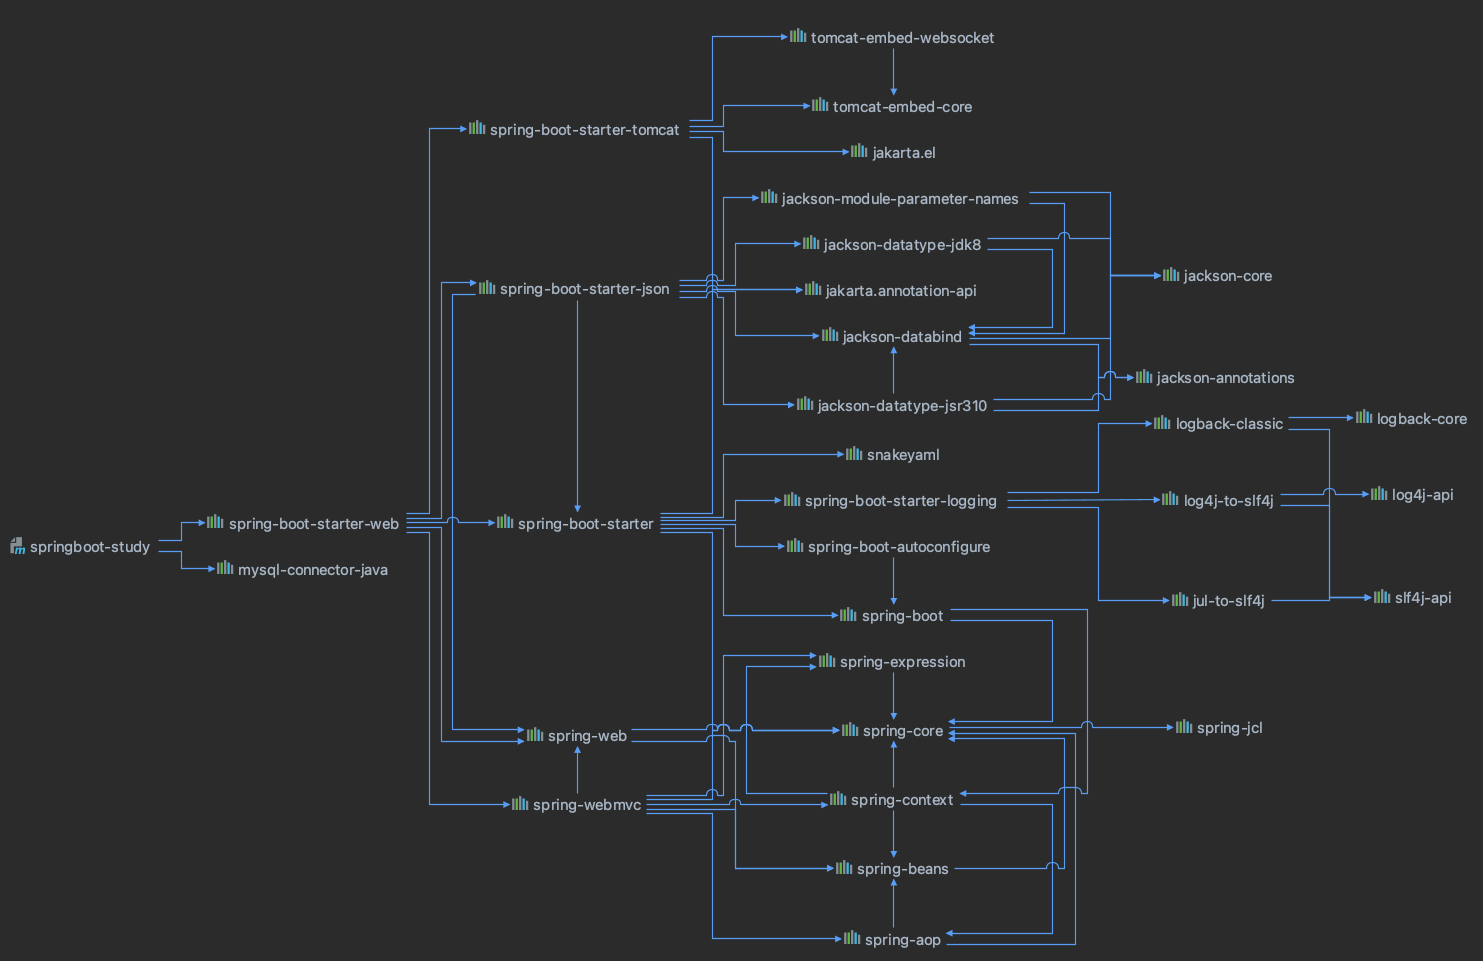 tomcat-embed-websocket
tomcat-embed-core
spring-boot-starter-tomcat
jakarta.el
jackson-module-parameter-names
jackson-datatype-jdk8
jackson-core
spring-boot-starter-json
jakarta.annotation-api
jackson-databind
jackson-annotations
jackson-datatype-jsr310
logback-classic
logback-core
snakeyaml
spring-boot-starter-logging
log4j-to-slf4j
log4j-api
spring-boot-starter-web
spring-boot-starter
springboot-study
spring-boot-autoconfigure
mysql-connector-java
jul-to-slf4j
slf4j-api
spring-boot
spring-expression
spring-web
spring-core
spring-jcl
spring-webmvc
spring-context
spring-beans
spring-aop